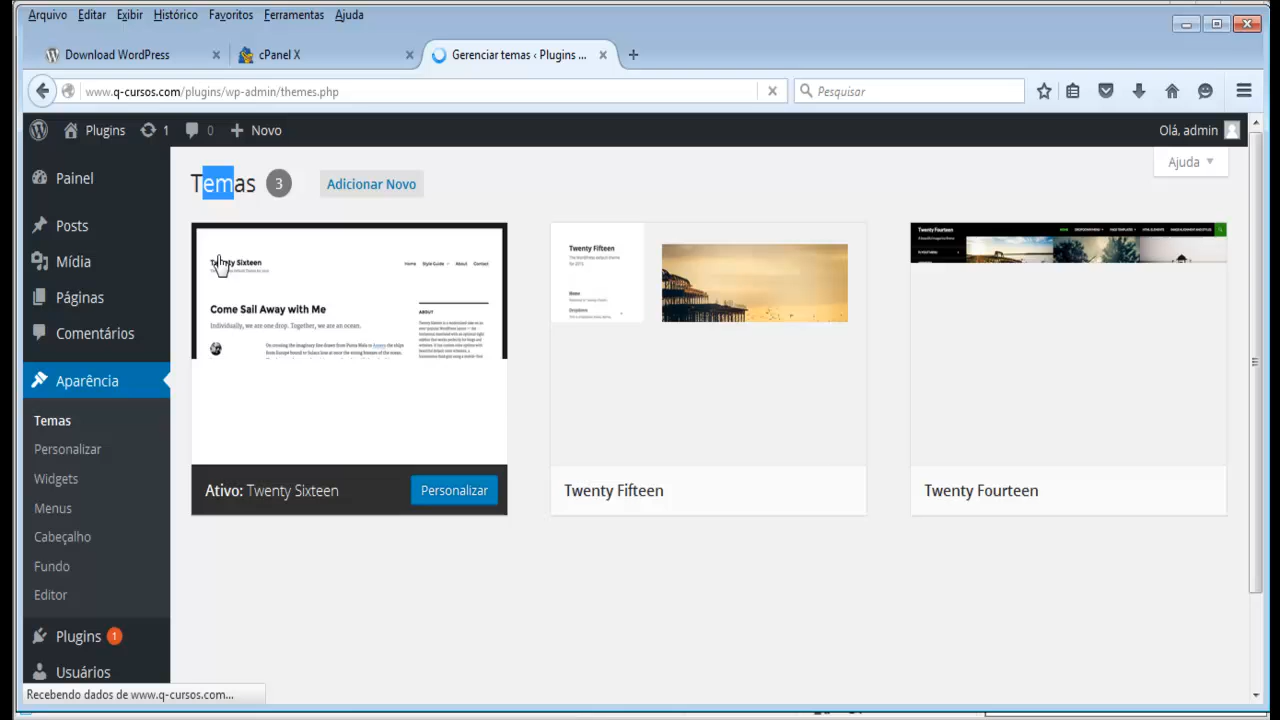 Arquivo Editar Exibir Histórico Favoritos Ferramentas Ajuda
Download WordPress × cPanel X × Gerenciar temas ‹ Plugins ... × +
www.q-cursos.com/plugins/wp-admin/themes.php
Pesquisar
Plugins 1 0 + Novo
Olá, admin
Painel
Posts
Mídia
Páginas
Comentários
Aparência
Temas
Personalizar
Widgets
Menus
Cabeçalho
Fundo
Editor
Plugins 1
Usuários
Temas 3 Adicionar Novo
Ajuda
Home Style Guide About Contact
Come Sail Away with Me
Individually, we are one drop. Together, we are an ocean.
ABOUT
Ativo: Twenty Sixteen
Personalizar
Twenty Fifteen
Twenty Fifteen
Twenty Fourteen
Twenty Fourteen
Recebendo dados de www.q-cursos.com...